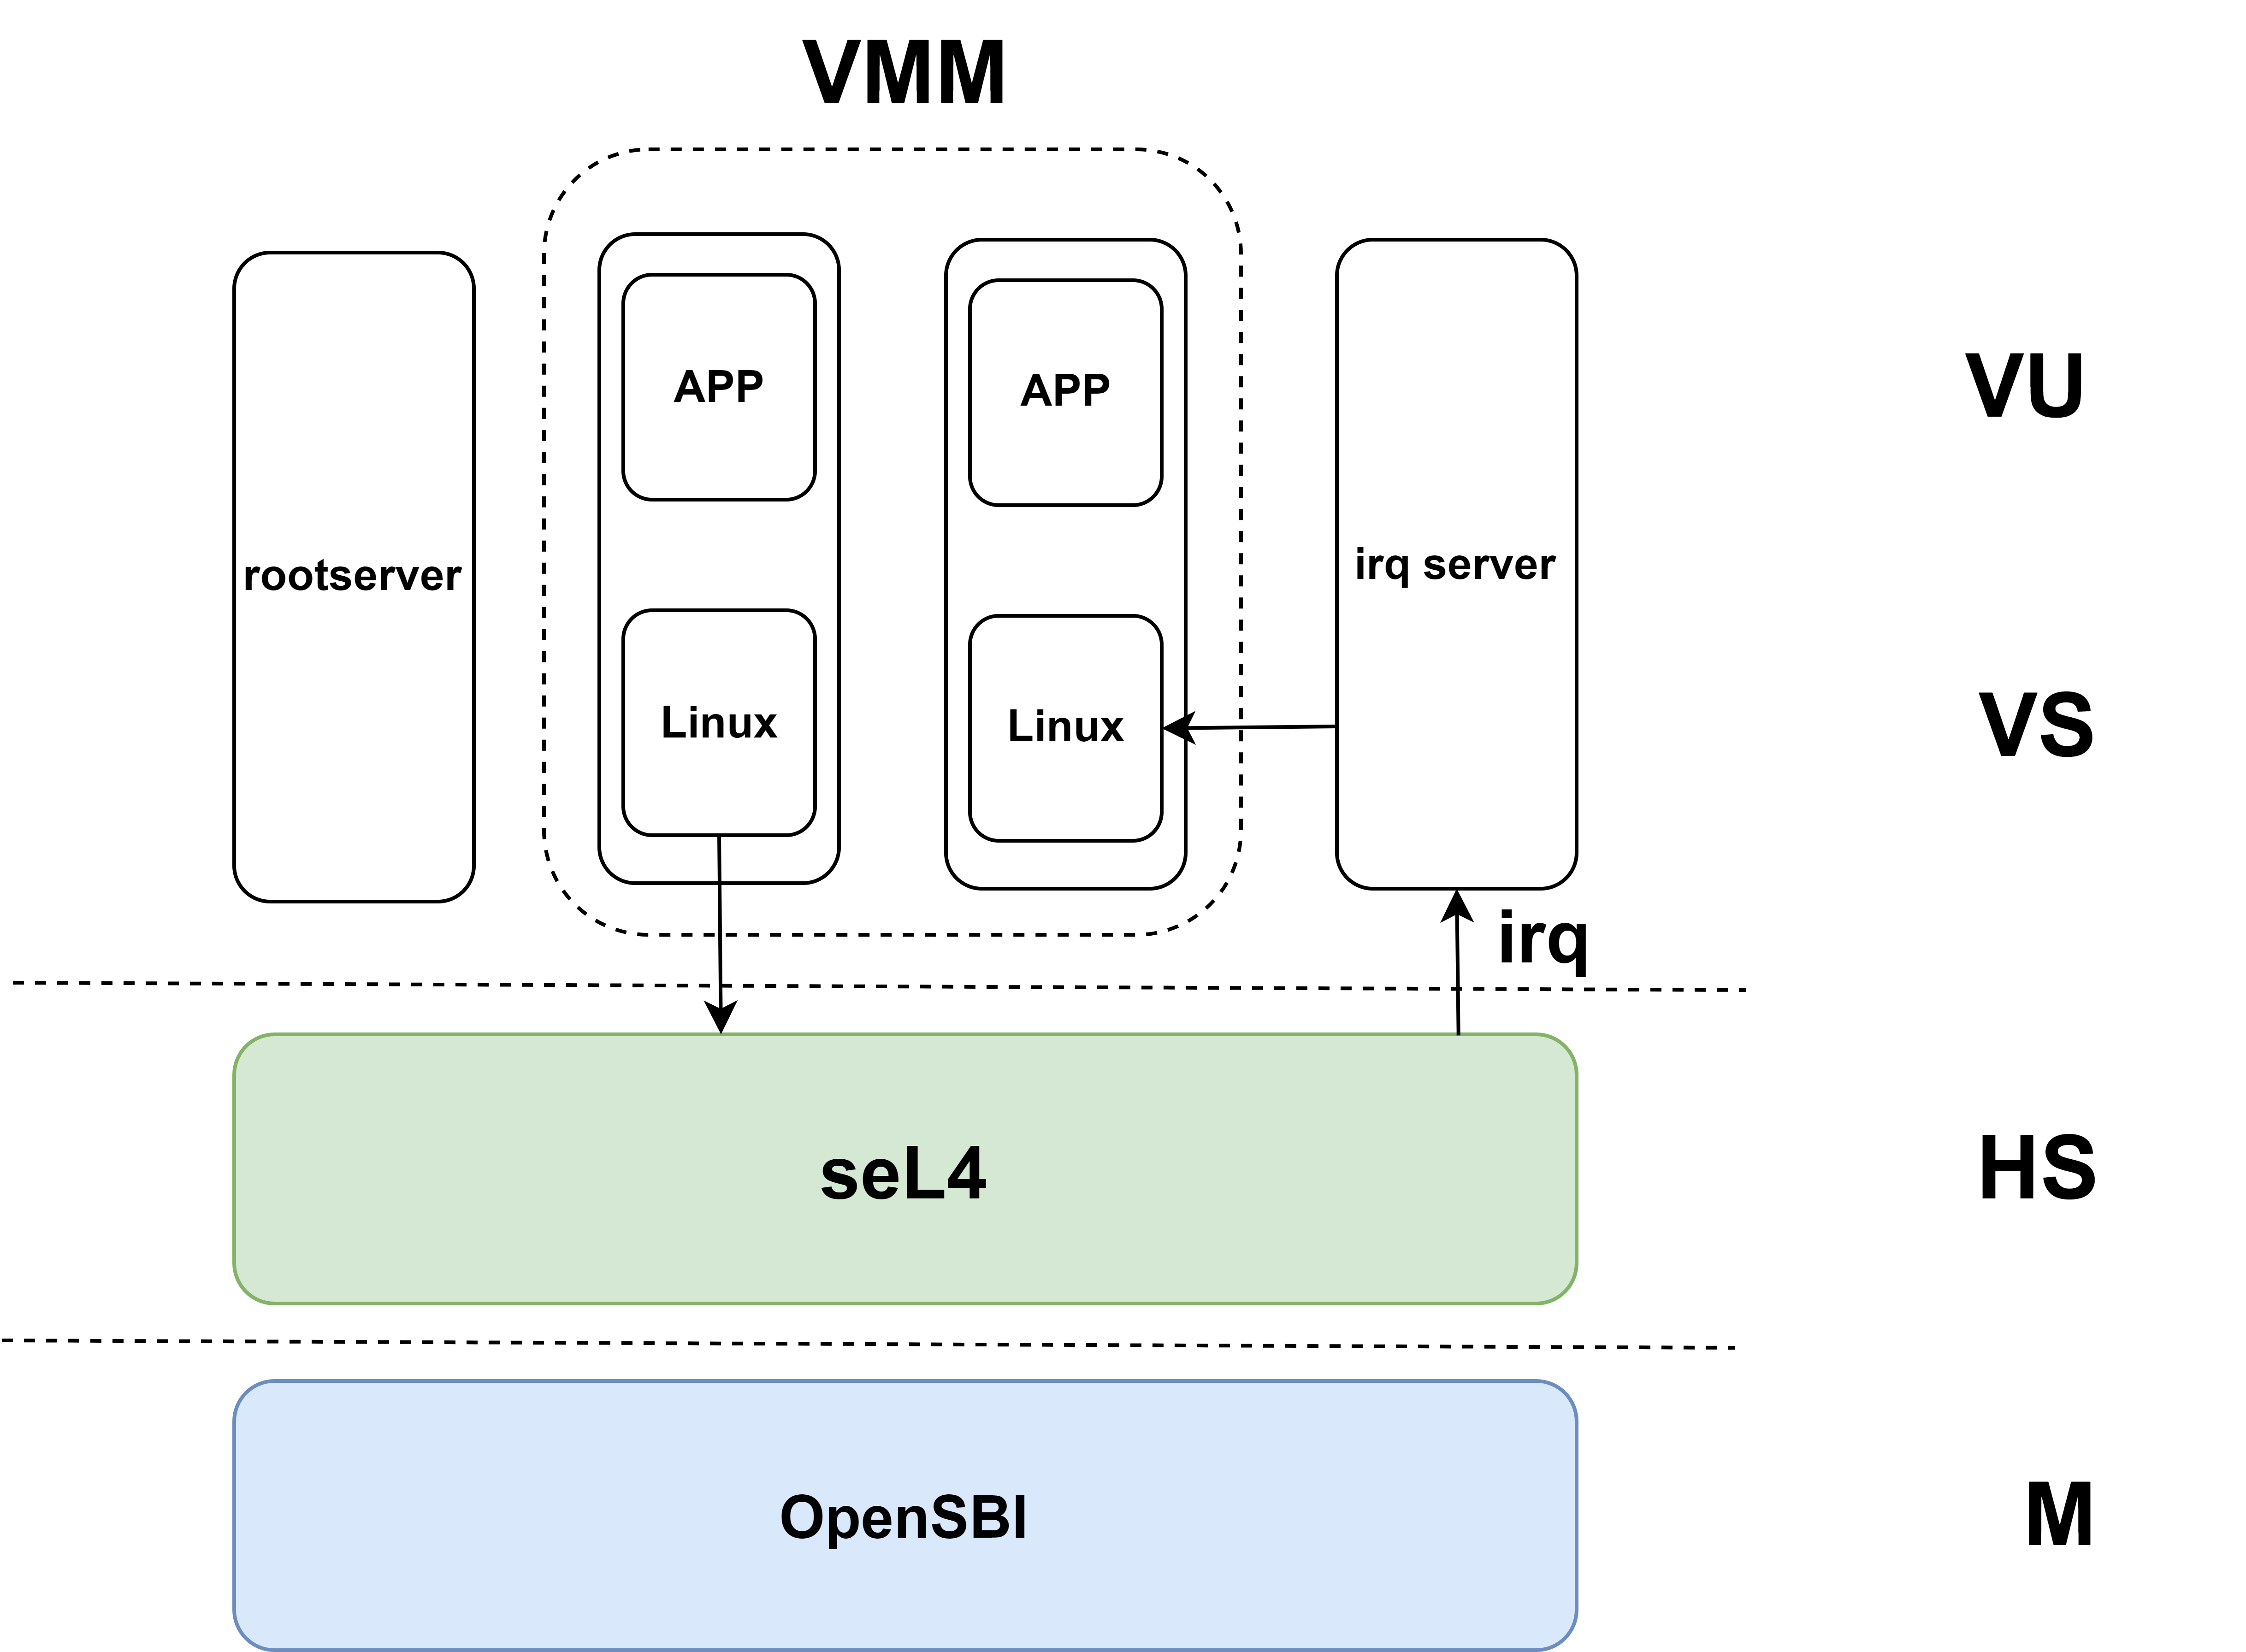 VMM
APP
APP
VU
rootserver
irq server
Linux
Linux
VS
irq
seL4
HS
OpenSBI
M